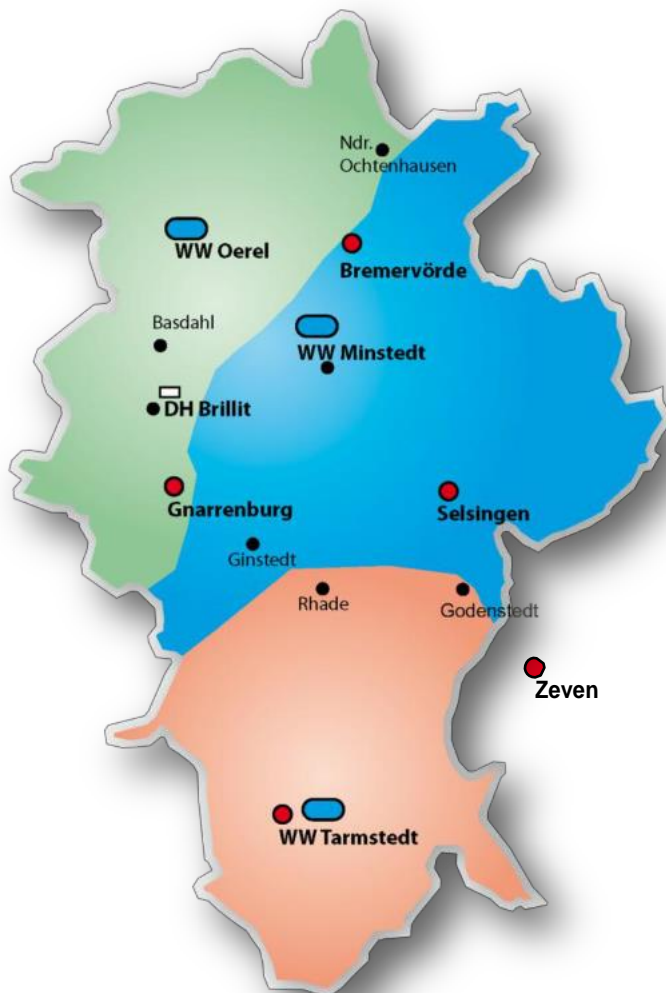 Ndr.
Ochtenhausen
WW Oerel
Bremervörde
Basdahl
WW Minstedt
DH Brillit
Gnarrenburg
Selsingen
Ginstedt
Rhade
Godenstedt
Zeven
WW Tarmstedt